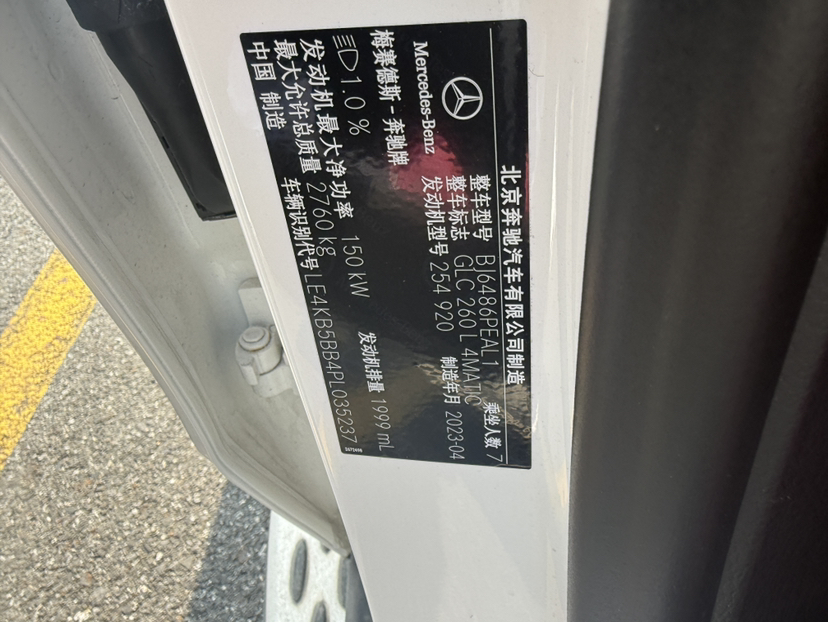 北京奔驰汽车有限公司制造
Mercedes-Benz
整车型号 BJ6486PEAL1 乘坐人数 7
整车标志 GLC 260 L 4MATIC
发动机型号 254 920 制造年月 2023-04
梅赛德斯-奔驰牌
1.0 %
发动机最大净功率 150 kW 发动机排量 1999 mL
最大允许总质量 2760 kg
车辆识别代号 LE4KB5BB4PL035237
中国 制造